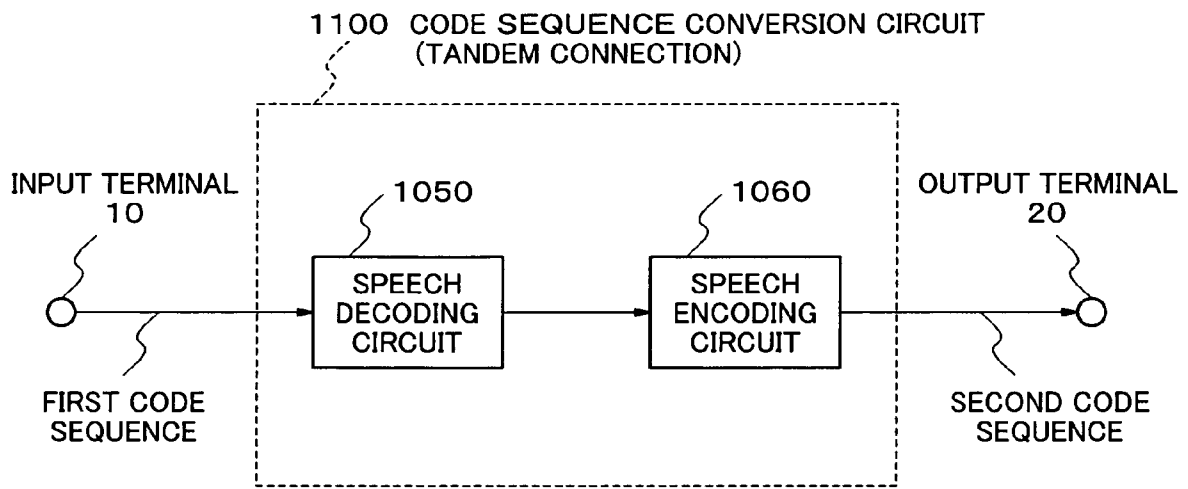 1100 CODE SEQUENCE CONVERSION CIRCUIT
(TANDEM CONNECTION)
INPUT TERMINAL
10
1050
1060
OUTPUT TERMINAL
20
SPEECH
DECODING
CIRCUIT
SPEECH
ENCODING
CIRCUIT
FIRST CODE
SEQUENCE
SECOND CODE
SEQUENCE